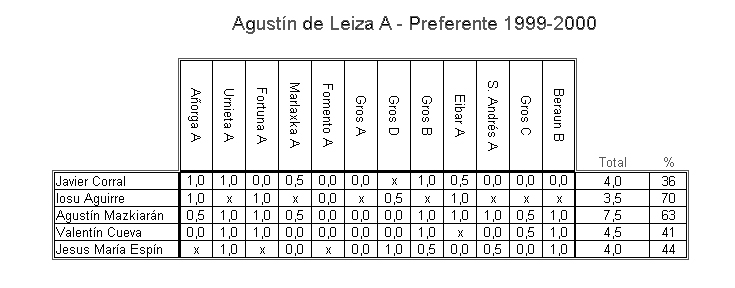 Agustín de Leiza A - Preferente 1999-2000
Añorga A Urnieta A Fortuna A Marlaxka A Fomento A Gros A Gros D Gros B Eibar A S. Andrés A Gros C Beraun B Total %
Javier Corral 1,0 1,0 0,0 0,5 0,0 0,0 x 1,0 0,5 0,0 0,0 0,0 4,0 36
Iosu Aguirre 1,0 x 1,0 x 0,0 x 0,5 x 1,0 x x x 3,5 70
Agustín Mazkiarán 0,5 1,0 1,0 0,5 0,0 0,0 0,0 1,0 1,0 1,0 0,5 1,0 7,5 63
Valentín Cueva 0,0 1,0 1,0 0,0 0,0 0,0 0,0 1,0 x 0,0 0,5 1,0 4,5 41
Jesus María Espín x 1,0 x 0,0 x 0,0 1,0 0,5 0,0 0,5 0,0 1,0 4,0 44